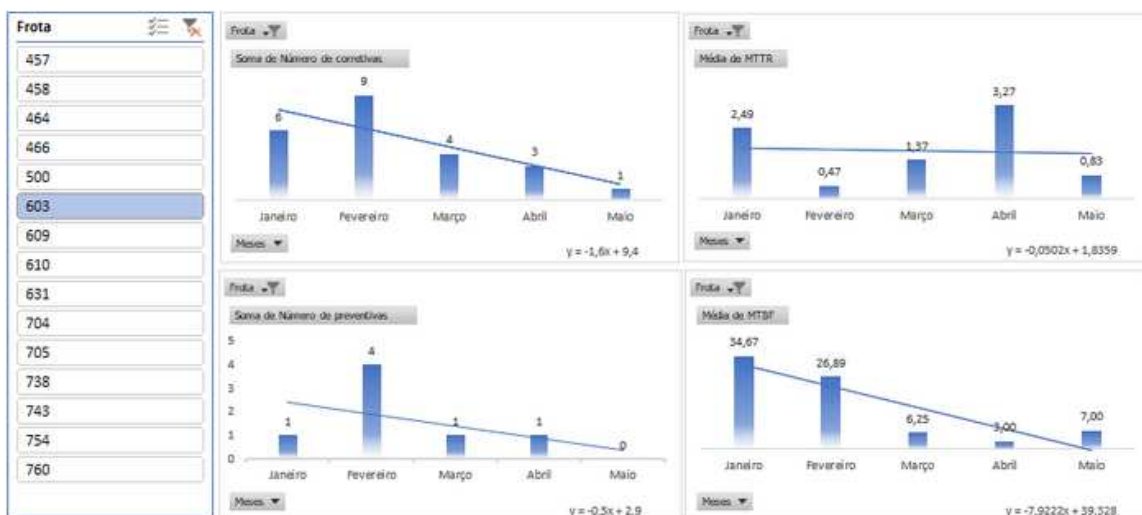 Frota
457
458
464
466
500
603
609
610
631
704
705
738
743
754
760
Frota
Soma de Número de corretivas
6
9
4
3
1
Janeiro Fevereiro Março Abril Maio
Meses
y = -1,6x + 9,4
Frota
Média de MTTR
2,49
0,47
1,37
3,27
0,83
Janeiro Fevereiro Março Abril Maio
Meses
y = -0,0502x + 1,8359
Frota
Soma de Número de preventivas
5
4
3
2
1
0
1
4
1
1
0
Janeiro Fevereiro Março Abril Maio
Meses
y = -0,5x + 2,9
Frota
Média de MTBF
34,67
26,89
6,25
3,00
7,00
Janeiro Fevereiro Março Abril Maio
Meses
y = -7,9222x + 39,328